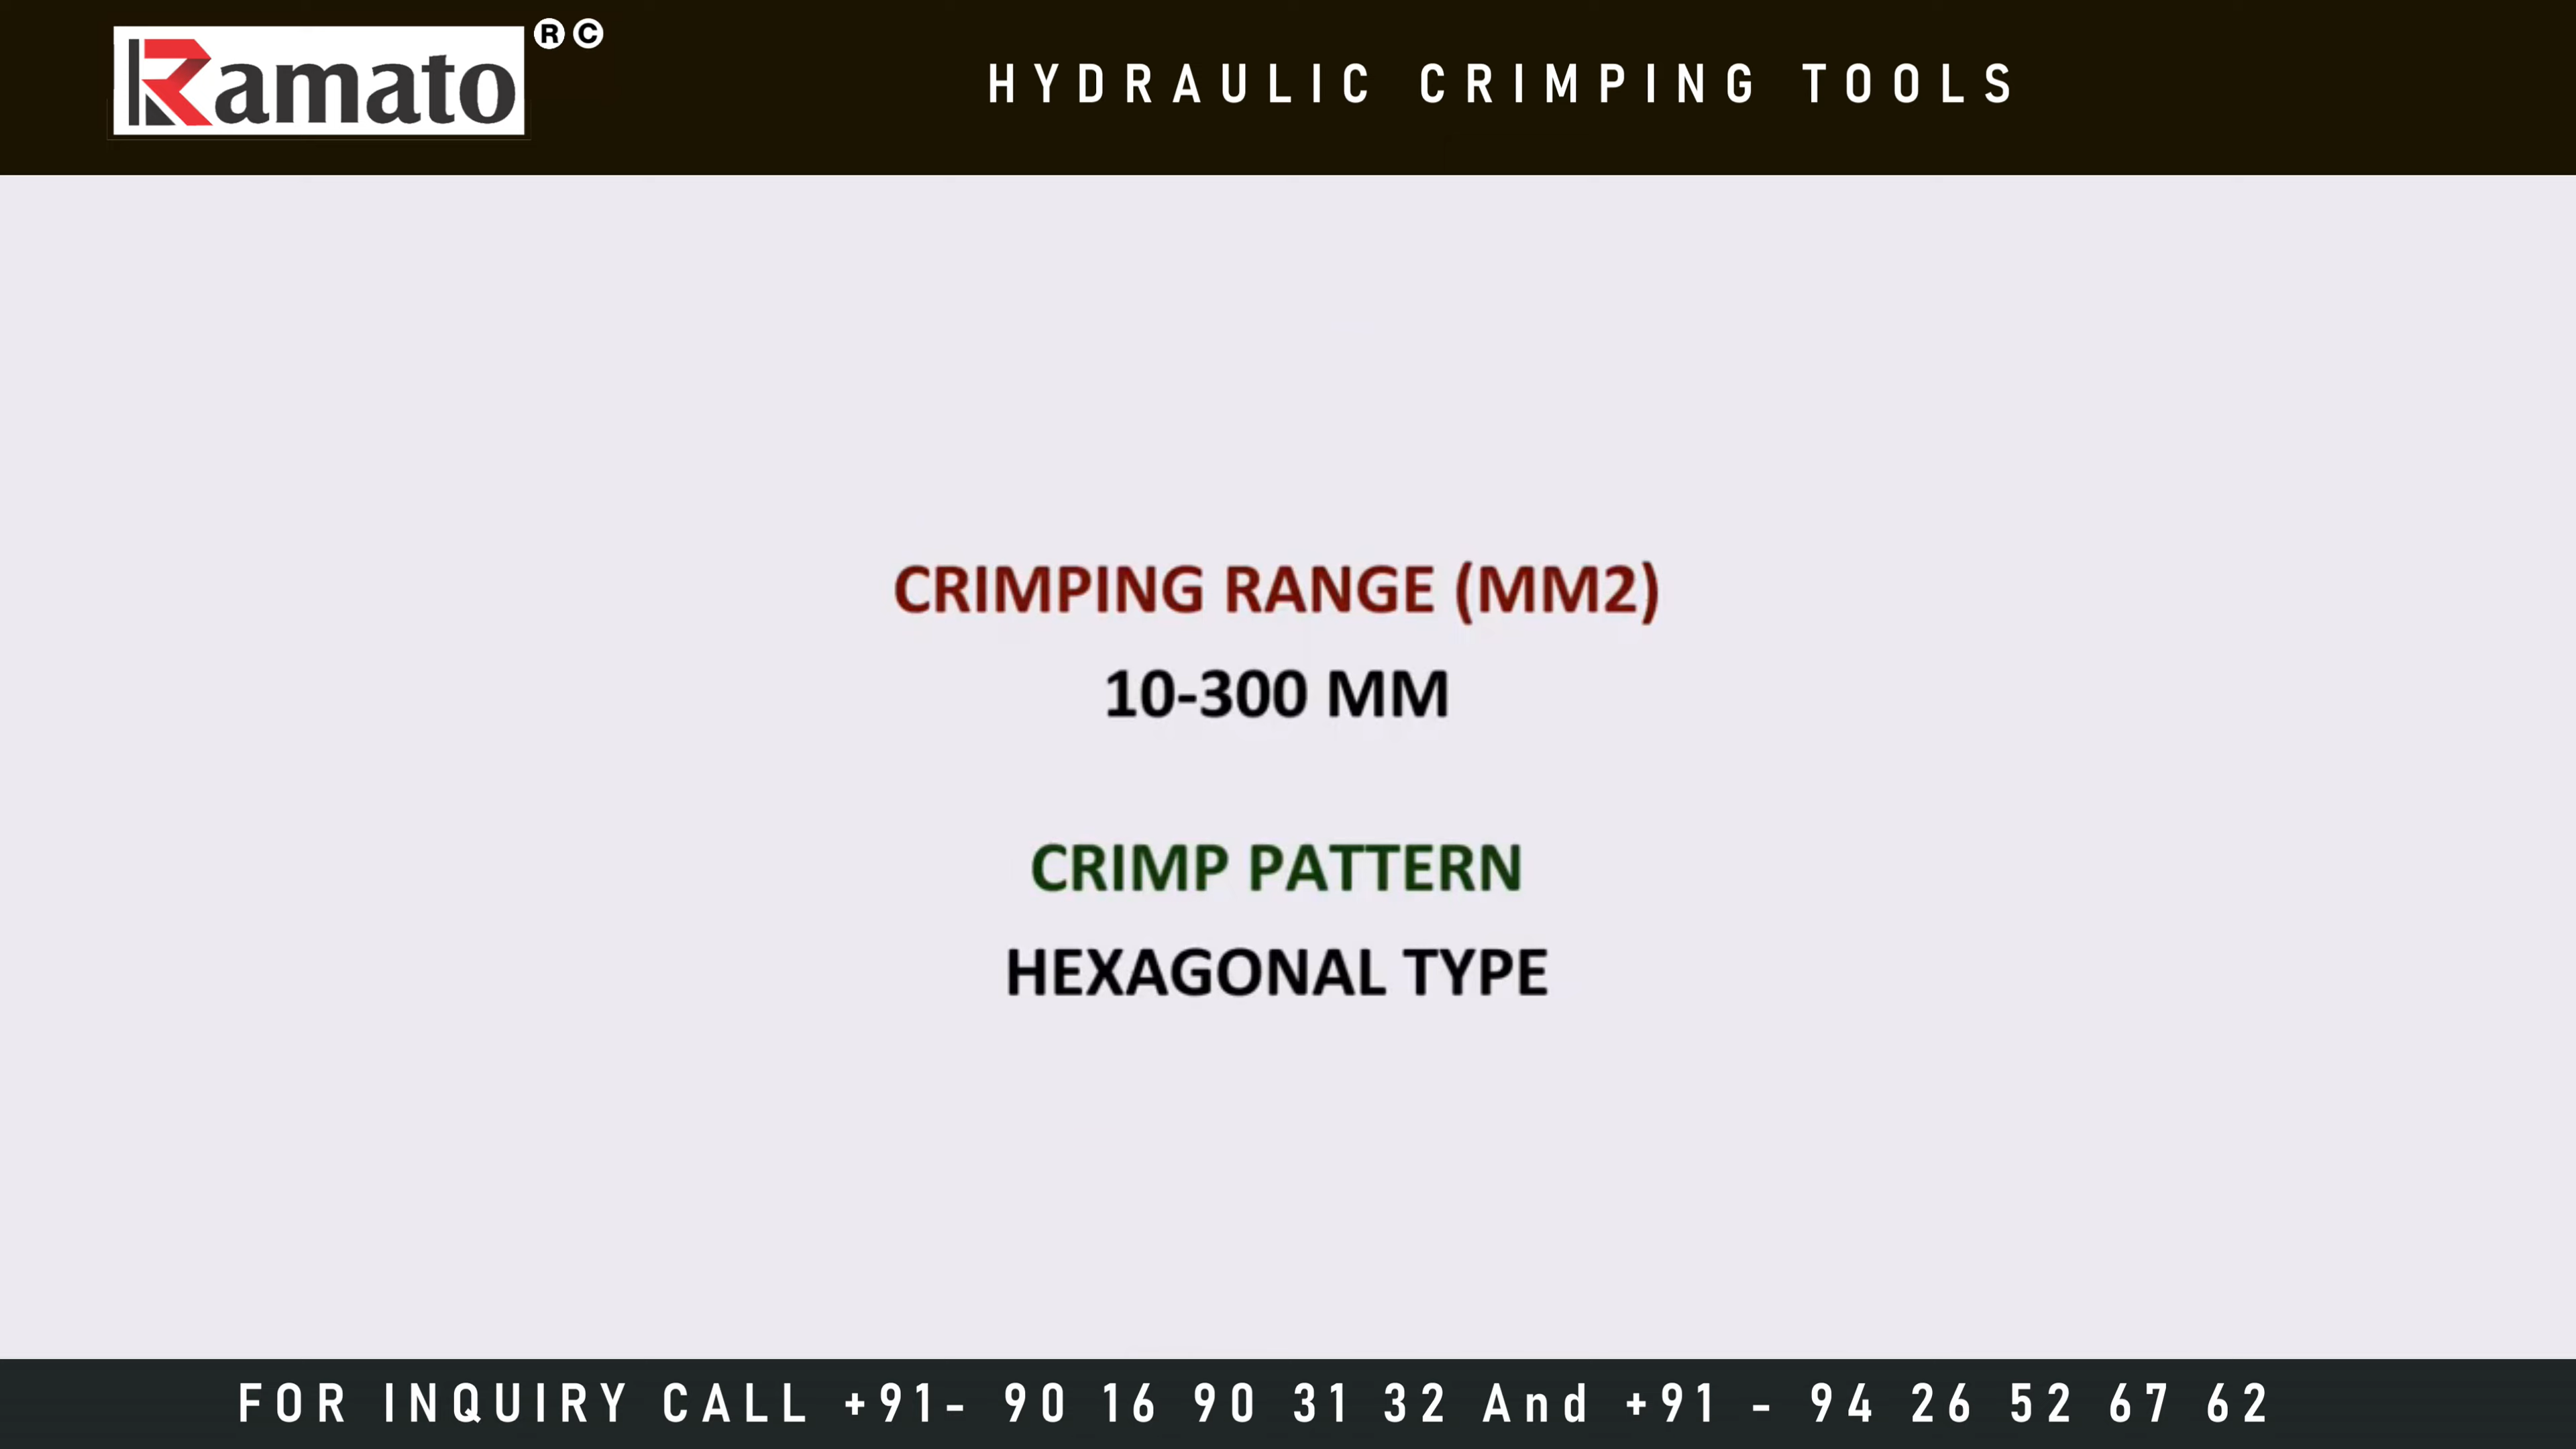 Ramato ® ©
HYDRAULIC CRIMPING TOOLS
CRIMPING RANGE (MM2)
10-300 MM
CRIMP PATTERN
HEXAGONAL TYPE
FOR INQUIRY CALL +91- 90 16 90 31 32 And +91 - 94 26 52 67 62